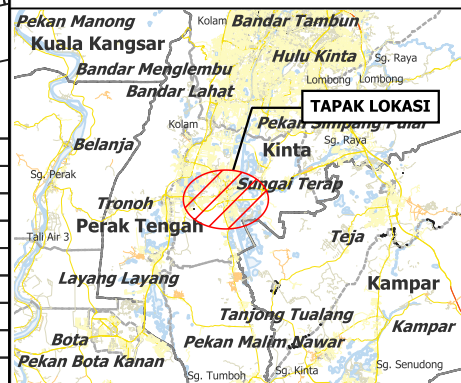 Pekan Manong
Kolam
Bandar Tambun
Kuala Kangsar
Hulu Kinta
Sg. Raya
Bandar Menglembu
Lombong
Lombong
Bandar Lahat
TAPAK LOKASI
Kolam
Pekan Simpang Pulai
Belanja
Kinta
Sg. Raya
Sg. Perak
Sungai Terap
Tronoh
Perak Tengah
Tali Air 3
Teja
Layang Layang
Kampar
Tanjong Tualang
Kampar
Bota
Pekan Malim Nawar
Pekan Bota Kanan
Sg. Senudong
Sg. Tumboh
Sg. Kinta